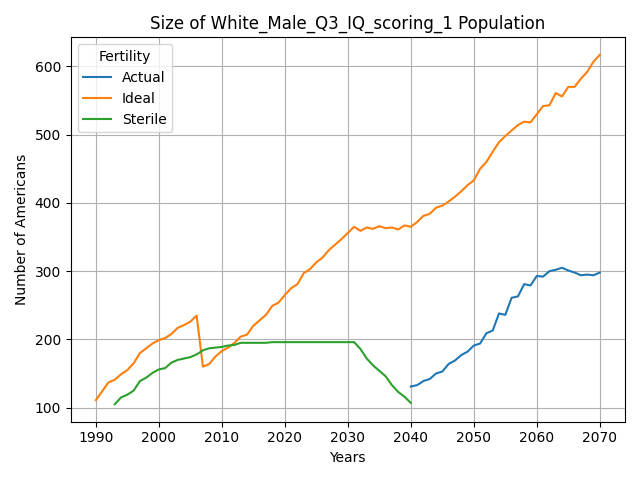 Size of White_Male_Q3_IQ_scoring_1 Population
Fertility
Actual
Ideal
Sterile
Number of Americans
600
500
400
300
200
100
1990 2000 2010 2020 2030 2040 2050 2060 2070
Years